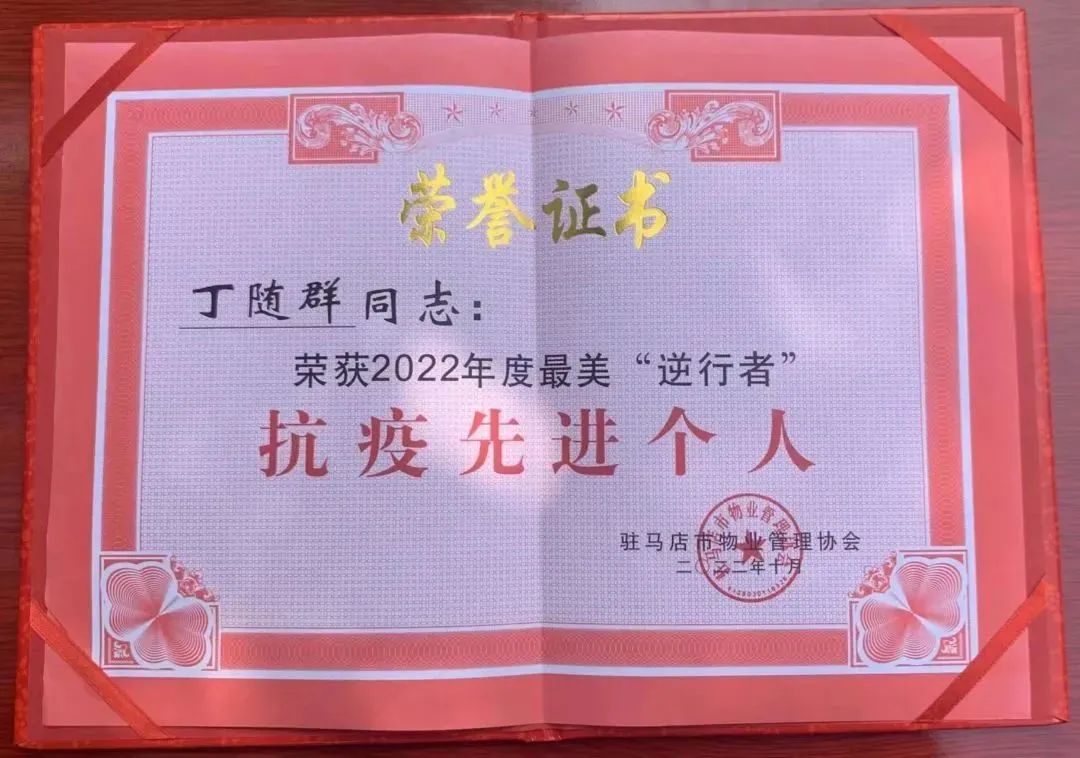 荣誉证书
丁随群同志：
荣获2022年度最美“逆行者”
抗疫先进个人
驻马店市物业管理协会
二〇二二年十月